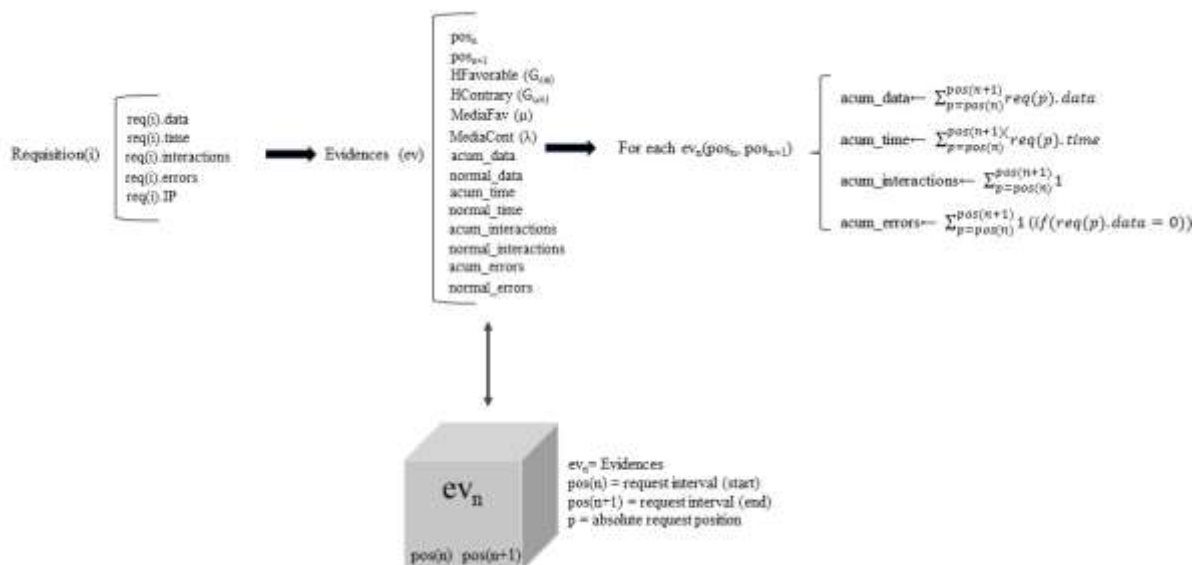 Requisition(i)
req(i).data
req(i).time
req(i).interactions
req(i).errors
req(i).IP
Evidences (ev)
posₙ
posₙ₊₁
HFavorable
HContrary
MediaFav (μ)
MediaCont (λ)
acum_data
normal_data
acum_time
normal_time
acum_interactions
normal_interactions
acum_errors
normal_errors
For each evₙ(posₙ, posₙ₊₁)
acum_data← ∑_{p=pos(n)}^{pos(n+1)} req(p).data
acum_time← ∑_{p=pos(n)}^{pos(n+1)(} req(p).time
acum_interactions← ∑_{p=pos(n)}^{pos(n+1)} 1
acum_errors← ∑_{p=pos(n)}^{pos(n+1)} 1 (if(req(p).data = 0))
evₙ
pos(n) pos(n+1)
evₙ= Evidences
pos(n) = request interval (start)
pos(n+1) = request interval (end)
p = absolute request position